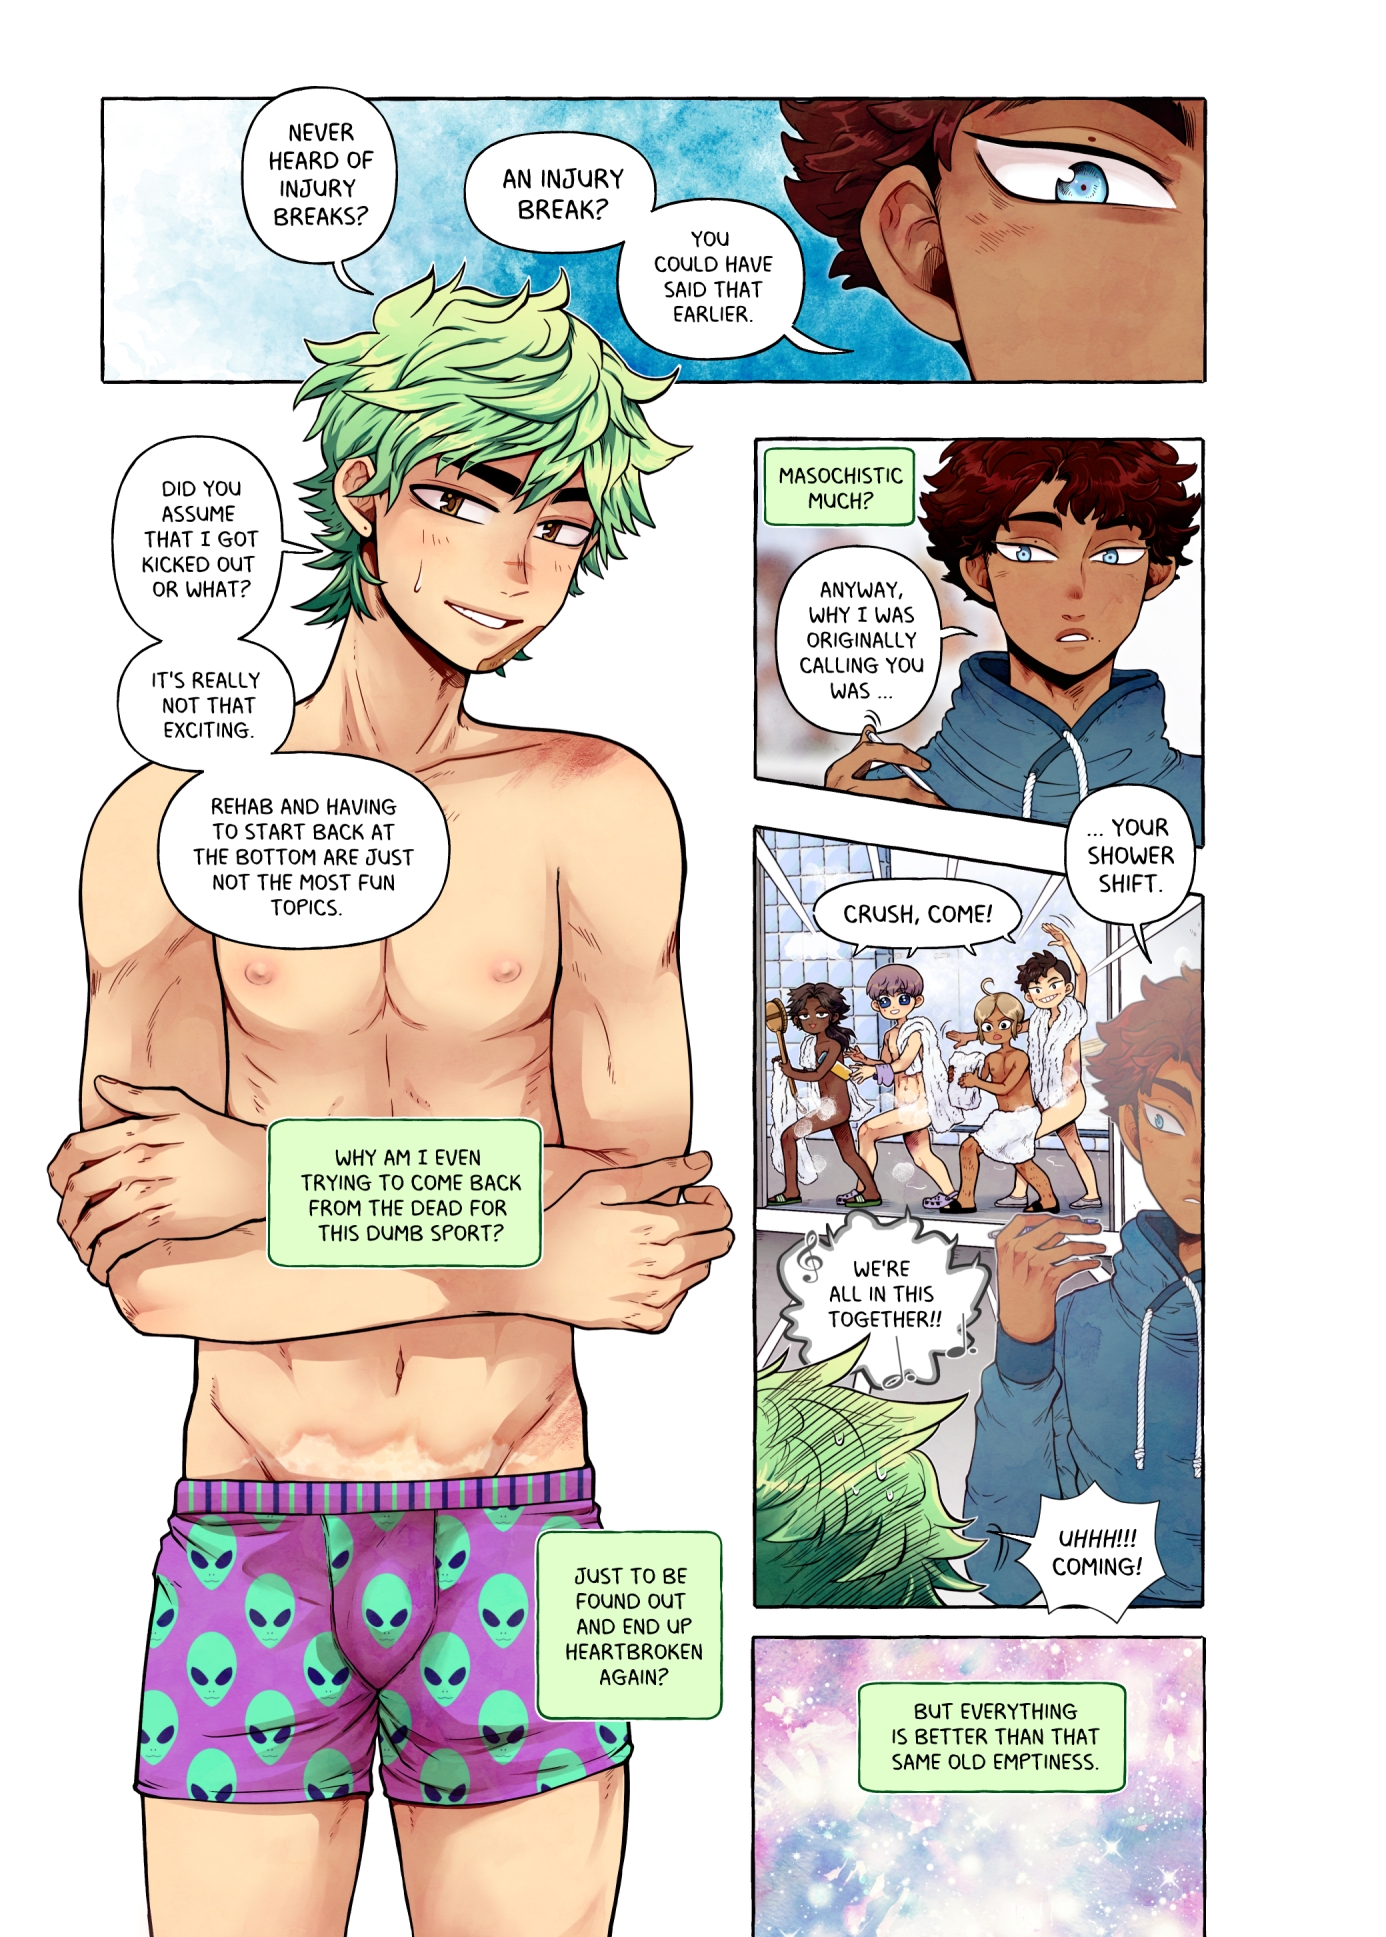 NEVER
HEARD OF
INJURY
BREAKS?
AN INJURY
BREAK?
YOU
COULD HAVE
SAID THAT
EARLIER.
DID YOU
ASSUME
THAT I GOT
KICKED OUT
OR WHAT?
IT'S REALLY
NOT THAT
EXCITING.
REHAB AND HAVING
TO START BACK AT
THE BOTTOM ARE JUST
NOT THE MOST FUN
TOPICS.
WHY AM I EVEN
TRYING TO COME BACK
FROM THE DEAD FOR
THIS DUMB SPORT?
JUST TO BE
FOUND OUT
AND END UP
HEARTBROKEN
AGAIN?
MASOCHISTIC
MUCH?
ANYWAY,
WHY I WAS
ORIGINALLY
CALLING YOU
WAS ...
... YOUR
SHOWER
SHIFT.
CRUSH, COME!
WE'RE
ALL IN THIS
TOGETHER!!
UHHH!!!
COMING!
BUT EVERYTHING
IS BETTER THAN THAT
SAME OLD EMPTINESS.